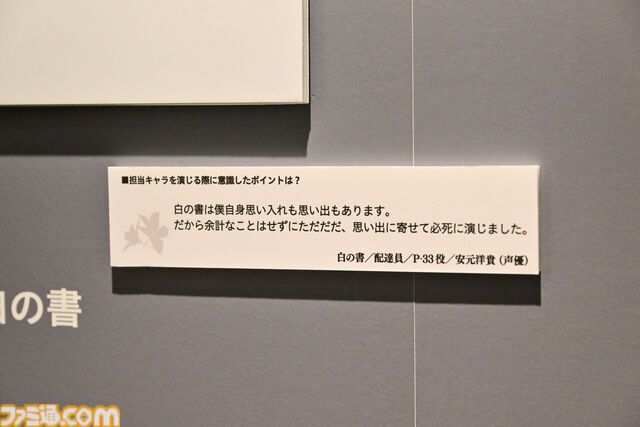 ■担当キャラを演じる際に意識したポイントは？
白の書は僕自身思い入れも思い出もあります。
だから余計なことはせずにただだだ、思い出に寄せて必死に演じました。
白の書／配達員／P-33役／安元洋貴（声優）
の書
ファミ通.com